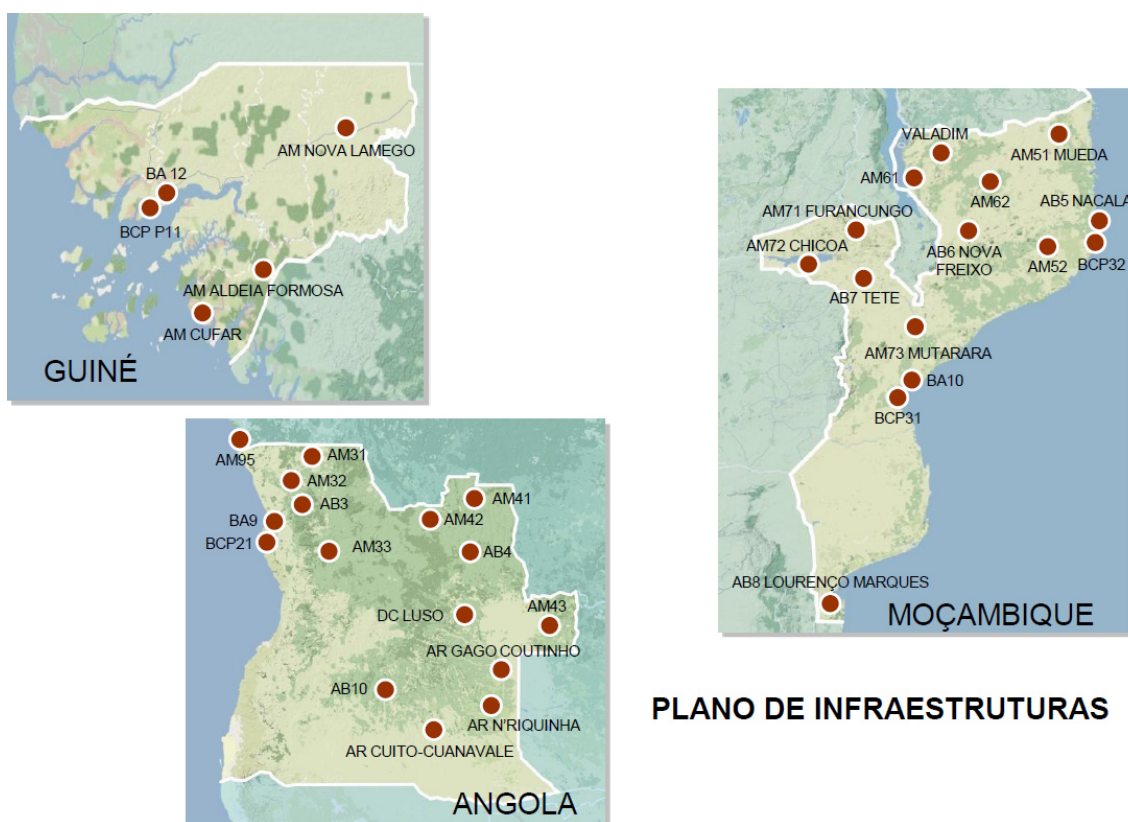 AM NOVA LAMEGO
BA 12
BCP P11
AM ALDEIA FORMOSA
AM CUFAR
GUINÉ
VALADIM
AM51 MUEDA
AM61
AM62
AB5 NACALA
AM71 FURANCUNGO
AM72 CHICOA
AB6 NOVA
FREIXO
AM52
BCP32
AB7 TETE
AM73 MUTARARA
BA10
BCP31
AB8 LOURENÇO MARQUES
MOÇAMBIQUE
AM95
AM31
AM32
AB3
AM41
AM42
BA9
BCP21
AM33
AB4
DC LUSO
AM43
AR GAGO COUTINHO
AB10
AR N'RIQUINHA
AR CUITO-CUANAVALE
ANGOLA
PLANO DE INFRAESTRUTURAS